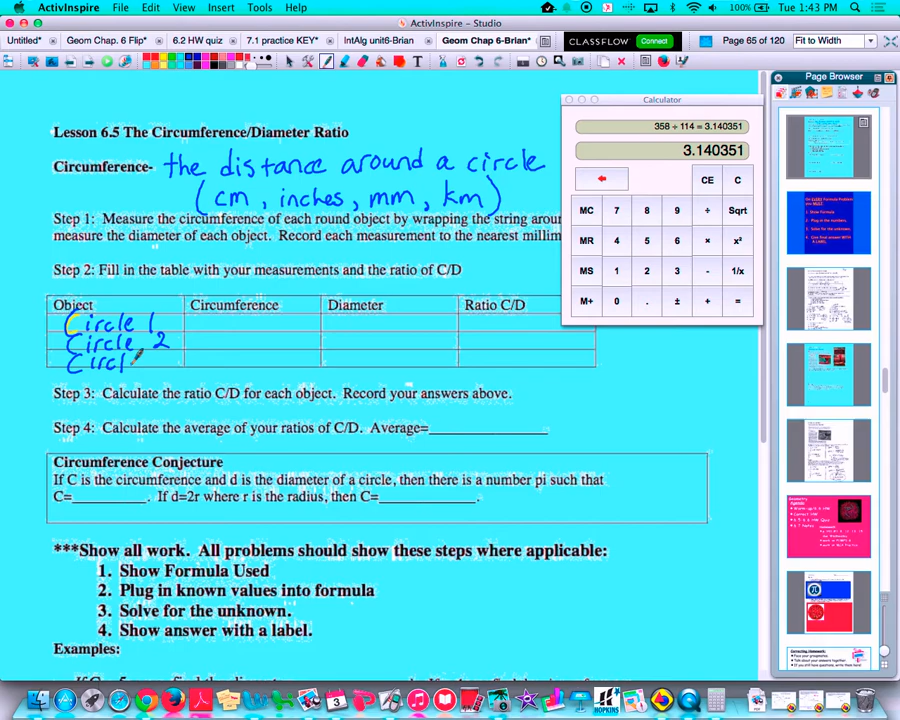 ActivInspire File Edit View Insert Tools Help 100% Tue 1:43 PM
ActivInspire - Studio
Untitled* Geom Chap. 6 Flip* 6.2 HW quiz 7.1 practice KEY* IntAlg unit6-Brian Geom Chap 6-Brian* CLASSFLOW Connect Page 65 of 120 Fit to Width
Page Browser
Calculator
358 ÷ 114 = 3.140351
3.140351
CE C
MC 7 8 9 ÷ Sqrt
MR 4 5 6 × x²
MS 1 2 3 - 1/x
M+ 0 . ± + =
Lesson 6.5 The Circumference/Diameter Ratio
Circumference- the distance around a circle
(cm, inches, mm, km)
Step 1: Measure the circumference of each round object by wrapping the string
measure the diameter of each object. Record each measurement to the nearest
Step 2: Fill in the table with your measurements and the ratio of C/D
Object Circumference Diameter Ratio C/D
Circle 1
Circle 2
Circl
Step 3: Calculate the ratio C/D for each object. Record your answers above.
Step 4: Calculate the average of your ratios of C/D. Average=______________
Circumference Conjecture
If C is the circumference and d is the diameter of a circle, then there is a number pi such that
C=_________. If d=2r where r is the radius, then C=____________.
***Show all work. All problems should show these steps where applicable:
1. Show Formula Used
2. Plug in known values into formula
3. Solve for the unknown.
4. Show answer with a label.
Examples: